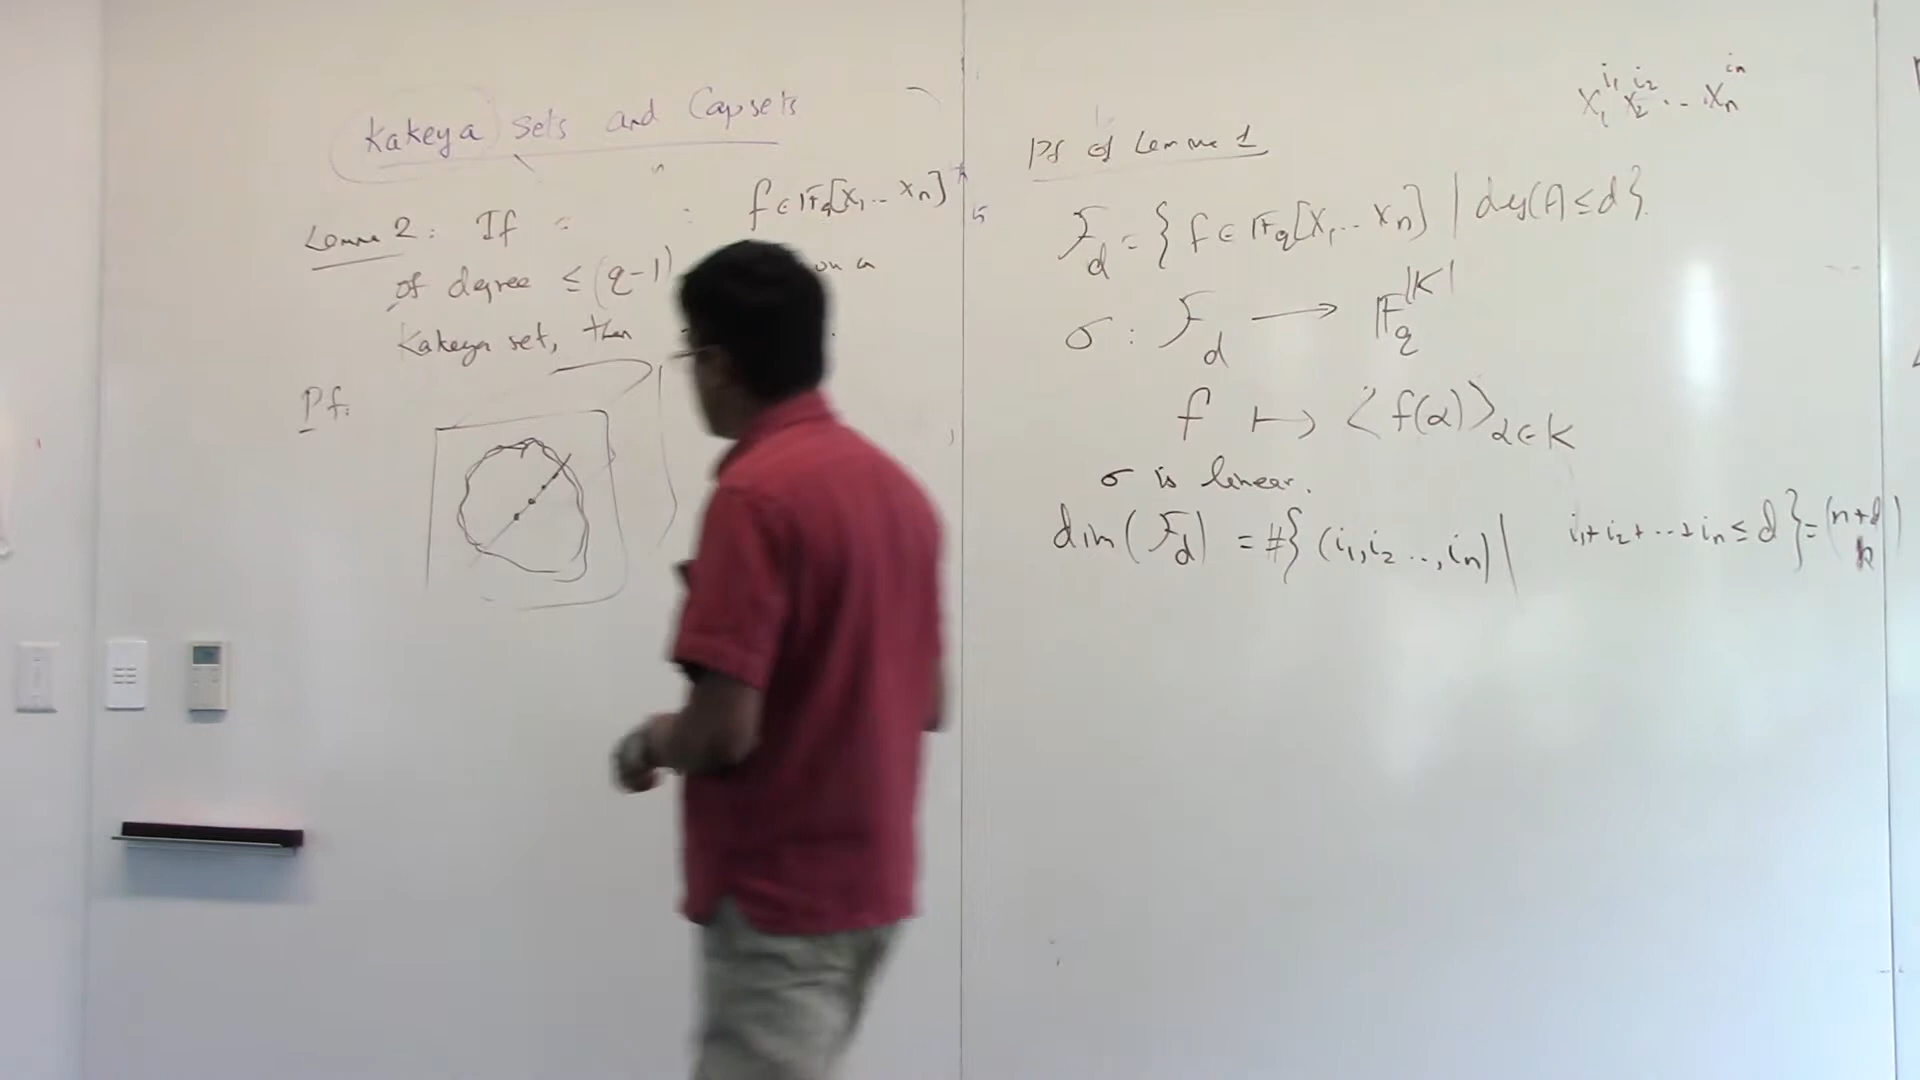 Kakeya sets and Capsets
Lemma 2: If f ∈ 𝔽_q[x_1 .. x_n]
of degree ≤ (q-1) on a
Kakeya set, then
Pf:
x_1^{i_1} x_2^{i_2} ... x_n^{i_n}
Pf of Lemma 1
ℱ_d = { f ∈ 𝔽_q[x_1 .. x_n] | deg(f) ≤ d }.
σ : ℱ_d → 𝔽_q^{|K|}
f ↦ ⟨ f(α) ⟩_{α∈K}
σ is linear.
dim(ℱ_d) = #{ (i_1, i_2 ..., i_n) | i_1 + i_2 + ... + i_n ≤ d } = (n+d